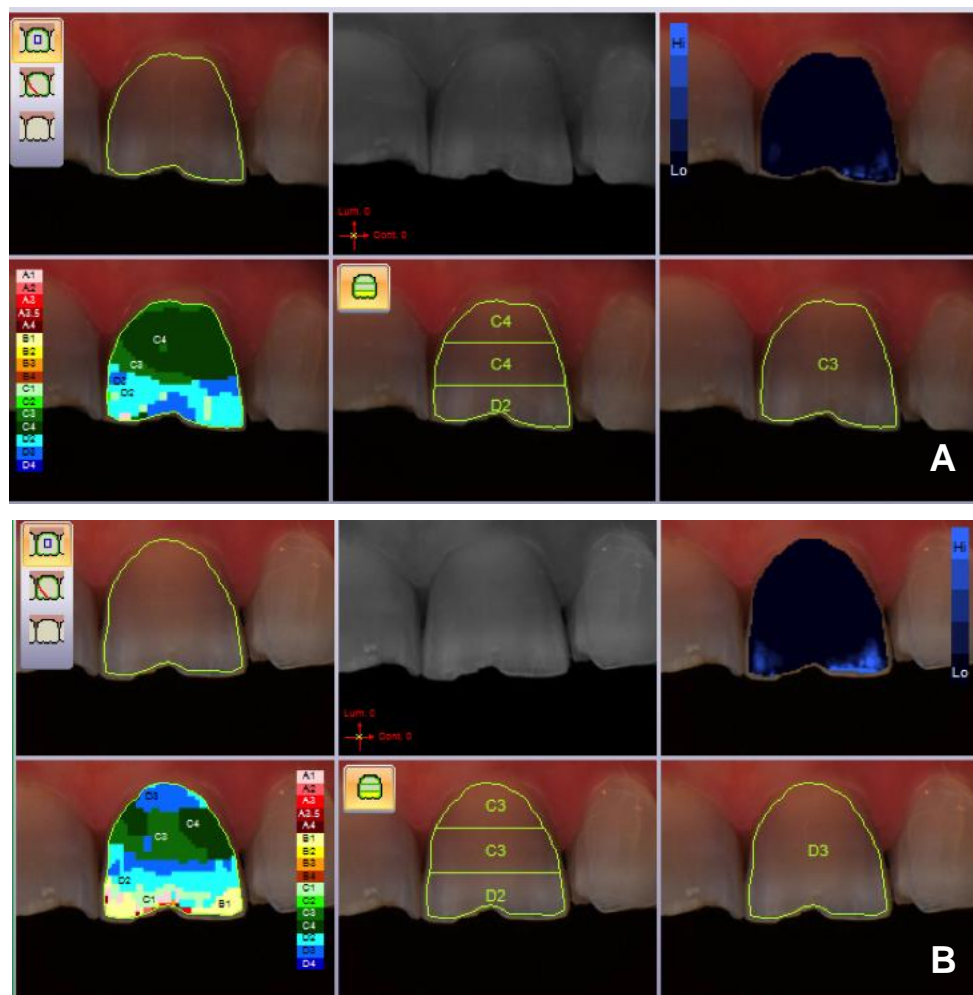 Hi
Lo
Lum. 0
Cont. 0
A1
A2
A3
A3.5
A4
B1
B2
B3
B4
C1
C2
C3
C4
D2
D3
D4
C4
C3
D3
D2
C4
C4
D2
C3
A
Hi
Lo
Lum. 0
Cont. 0
D3
C4
C3
D2
C1
B1
A1
A2
A3
A3.5
A4
B1
B2
B3
B4
C1
C2
C3
C4
D2
D3
D4
C3
C3
D2
D3
B